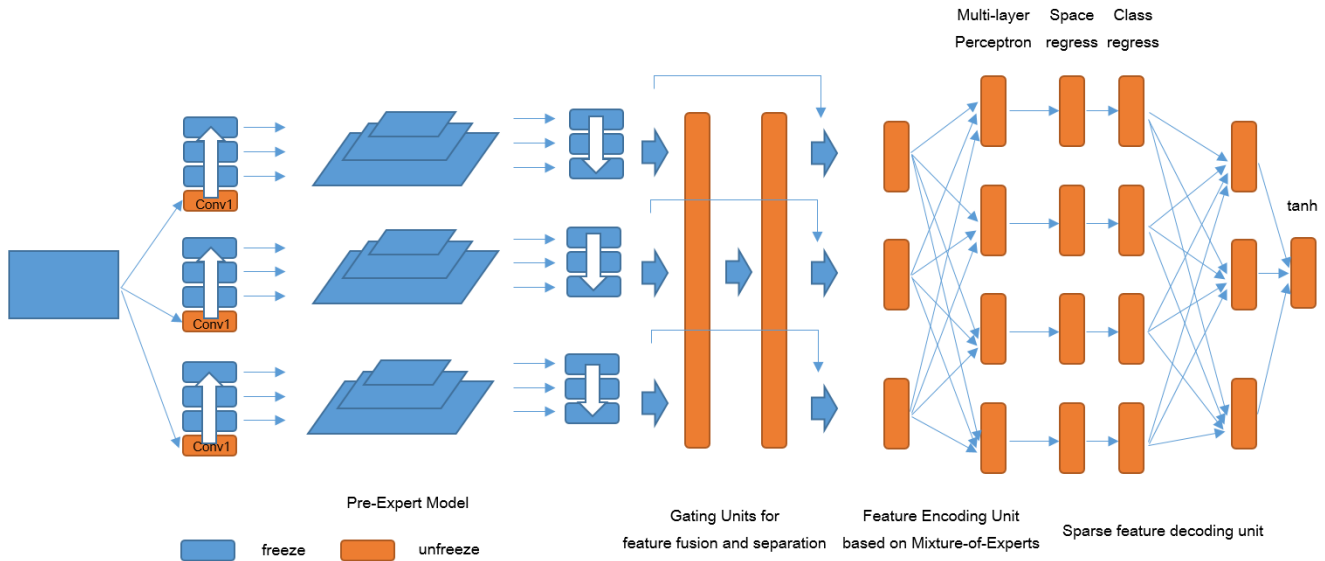 Multi-layer
Perceptron
Space
regress
Class
regress
Conv1
Conv1
Conv1
tanh
Pre-Expert Model
Gating Units for
feature fusion and separation
Feature Encoding Unit
based on Mixture-of-Experts
Sparse feature decoding unit
freeze
unfreeze